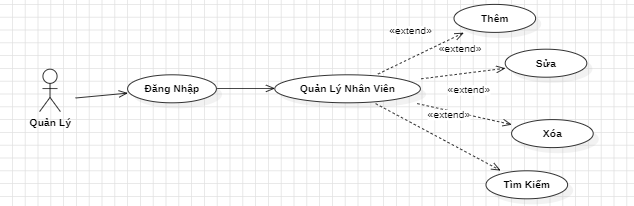 Thêm
«extend»
«extend»
Sửa
Đăng Nhập
Quản Lý Nhân Viên
«extend»
Quản Lý
«extend»
Xóa
Tìm Kiếm